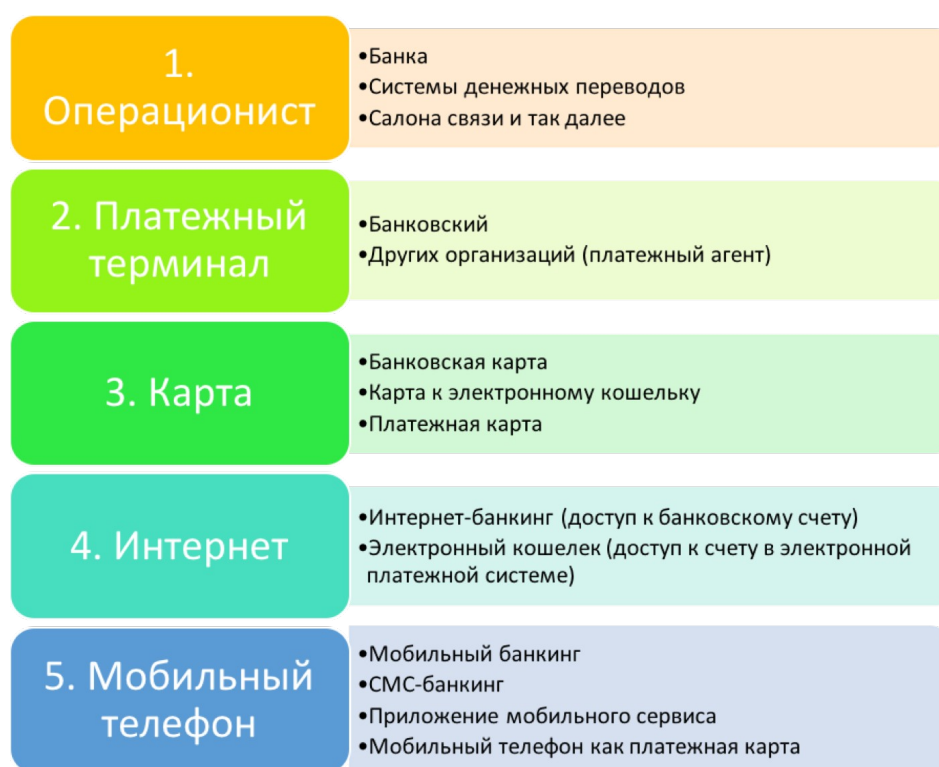 1.
Операционист
•Банка
•Системы денежных переводов
•Салона связи и так далее
2. Платежный
терминал
•Банковский
•Других организаций (платежный агент)
3. Карта
•Банковская карта
•Карта к электронному кошельку
•Платежная карта
4. Интернет
•Интернет-банкинг (доступ к банковскому счету)
•Электронный кошелек (доступ к счету в электронной
платежной системе)
5. Мобильный
телефон
•Мобильный банкинг
•СМС-банкинг
•Приложение мобильного сервиса
•Мобильный телефон как платежная карта